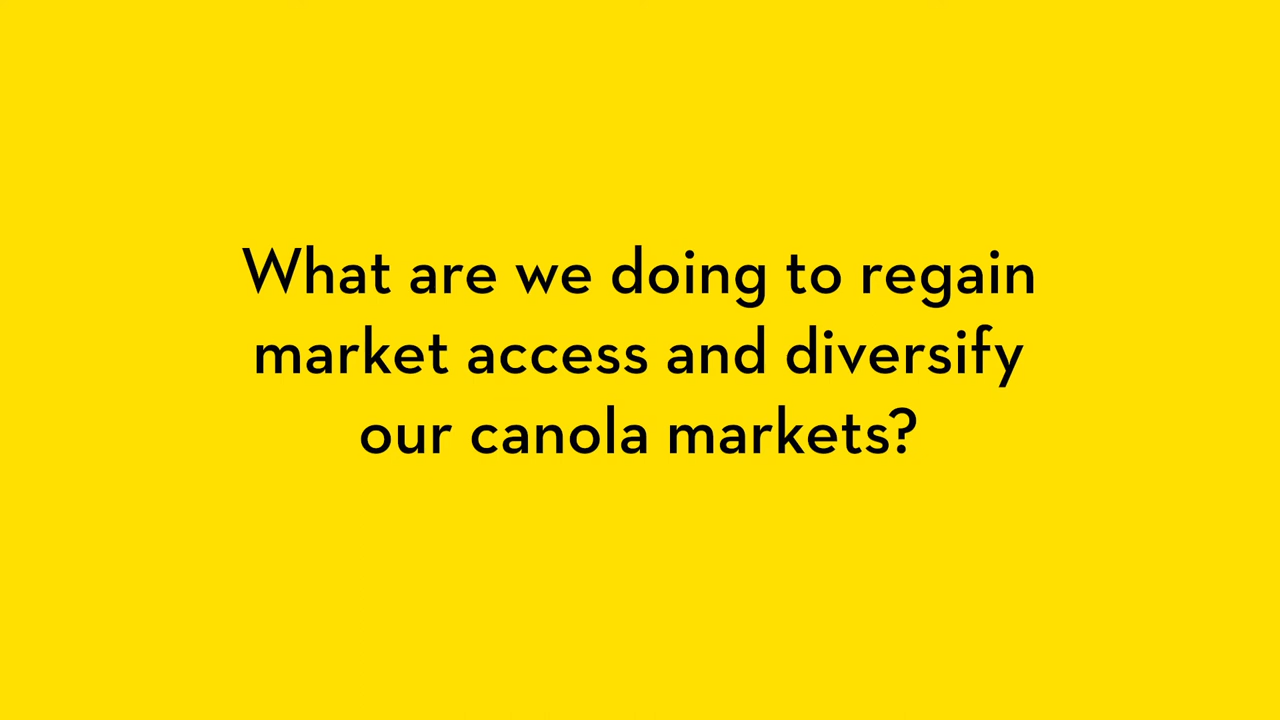 What are we doing to regain
market access and diversify
our canola markets?